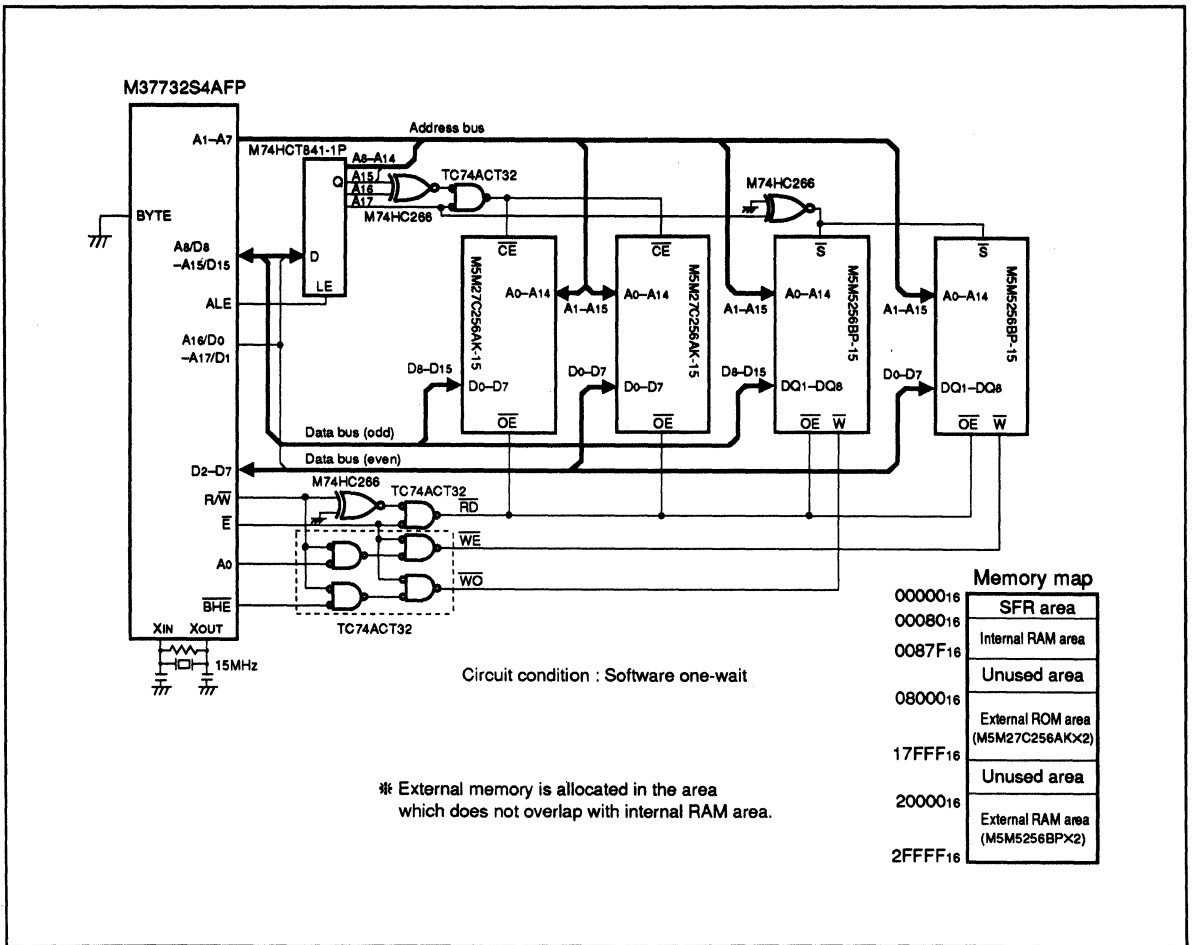 M37732S4AFP
A1–A7
Address bus
M74HCT841-1P
A8–A14
A15
A16
A17
Q
TC74ACT32
M74HC266
M74HC266
BYTE
A8/D8
–A15/D15
D
LE
ALE
A16/D0
–A17/D1
CE
CE
S
S
M5M27C256AK-15
M5M27C256AK-15
M5M5256BP-15
M5M5256BP-15
A0–A14
A1–A15
A0–A14
A1–A15
A0–A14
A1–A15
A0–A14
D8–D15
D0–D7
D0–D7
D0–D7
D8–D15
DQ1–DQ8
D0–D7
DQ1–DQ8
OE
OE
OE
W
OE
W
Data bus (odd)
Data bus (even)
D2–D7
M74HC266
TC74ACT32
R/W
RD
E
WE
A0
WO
BHE
TC74ACT32
XIN
XOUT
15MHz
Circuit condition : Software one-wait
※ External memory is allocated in the area
which does not overlap with internal RAM area.
Memory map
00000016
SFR area
0008016
Internal RAM area
0087F16
Unused area
0800016
External ROM area
(M5M27C256AK×2)
17FFF16
Unused area
2000016
External RAM area
(M5M5256BP×2)
2FFFF16